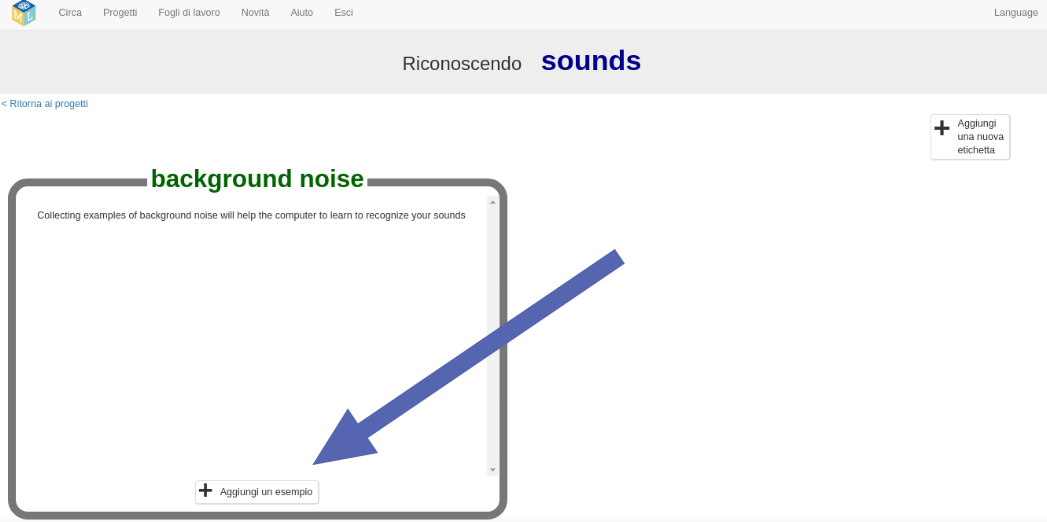 Circa Progetti Fogli di lavoro Novità Aiuto Esci Language
Riconoscendo sounds
< Ritorna ai progetti
Aggiungi
una nuova
etichetta
background noise
Collecting examples of background noise will help the computer to learn to recognize your sounds
Aggiungi un esempio